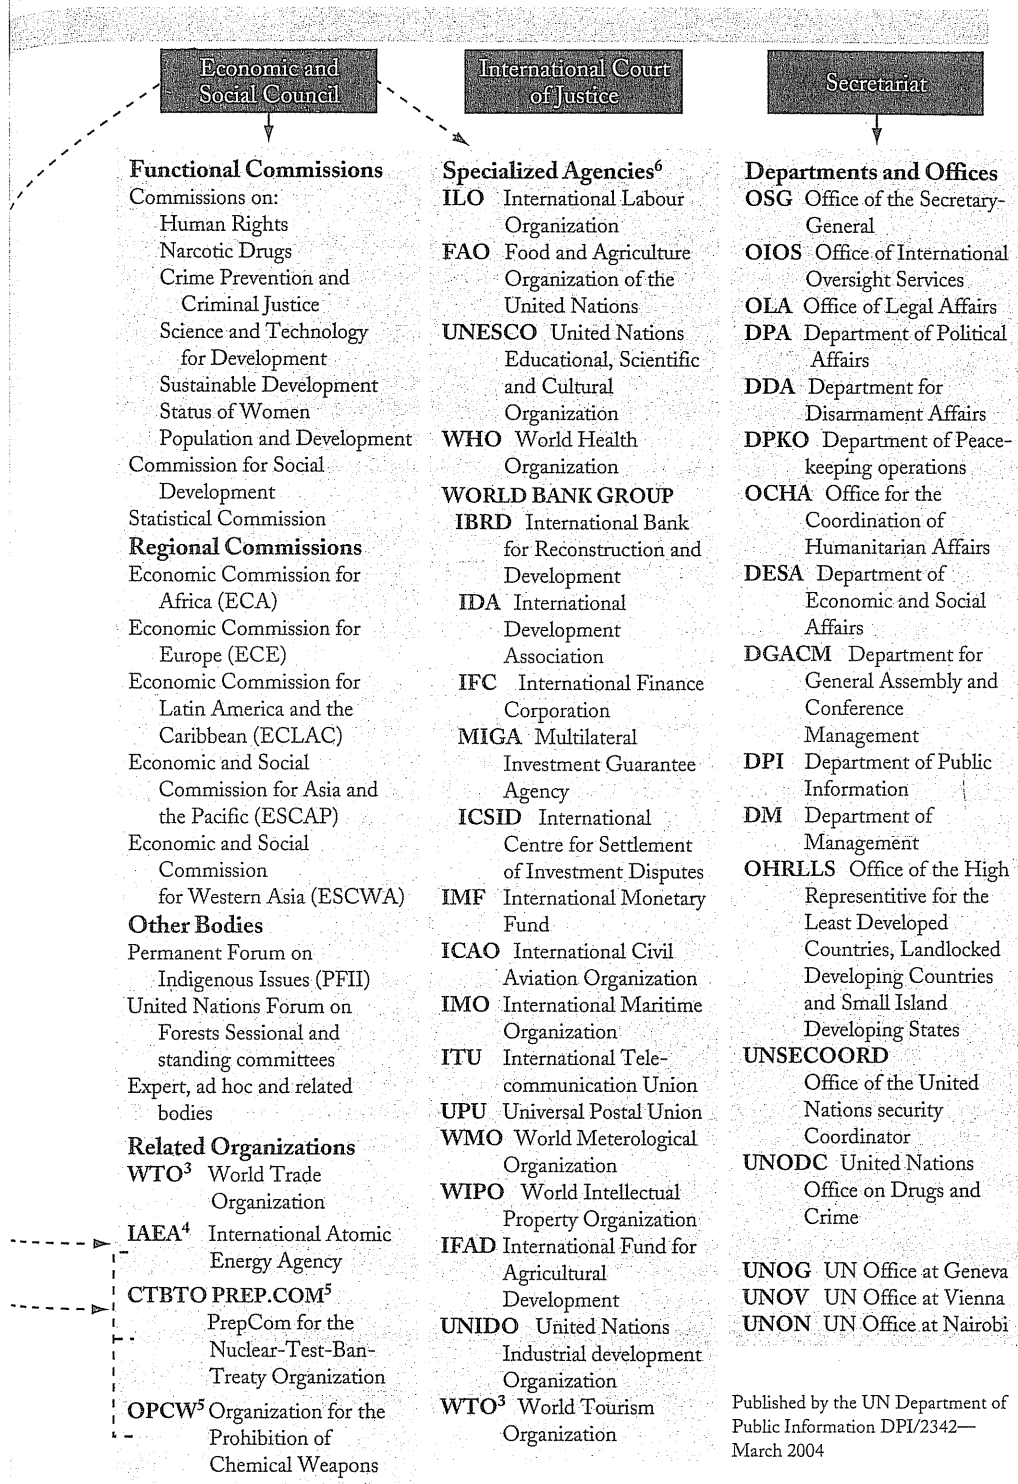 Economic and
Social Council
International Court
of Justice
Secretariat
Functional Commissions
Commissions on:
Human Rights
Narcotic Drugs
Crime Prevention and
Criminal Justice
Science and Technology
for Development
Sustainable Development
Status of Women
Population and Development
Commission for Social
Development
Statistical Commission
Regional Commissions
Economic Commission for
Africa (ECA)
Economic Commission for
Europe (ECE)
Economic Commission for
Latin America and the
Caribbean (ECLAC)
Economic and Social
Commission for Asia and
the Pacific (ESCAP)
Economic and Social
Commission
for Western Asia (ESCWA)
Other Bodies
Permanent Forum on
Indigenous Issues (PFII)
United Nations Forum on
Forests Sessional and
standing committees
Expert, ad hoc and related
bodies
Related Organizations
WTO³ World Trade
Organization
IAEA⁴ International Atomic
Energy Agency
CTBTO PREP.COM⁵
PrepCom for the
Nuclear-Test-Ban-
Treaty Organization
OPCW⁵ Organization for the
Prohibition of
Chemical Weapons
Specialized Agencies⁶
ILO International Labour
Organization
FAO Food and Agriculture
Organization of the
United Nations
UNESCO United Nations
Educational, Scientific
and Cultural
Organization
WHO World Health
Organization
WORLD BANK GROUP
IBRD International Bank
for Reconstruction and
Development
IDA International
Development
Association
IFC International Finance
Corporation
MIGA Multilateral
Investment Guarantee
Agency
ICSID International
Centre for Settlement
of Investment Disputes
IMF International Monetary
Fund
ICAO International Civil
Aviation Organization
IMO International Maritime
Organization
ITU International Tele-
communication Union
UPU Universal Postal Union
WMO World Meterological
Organization
WIPO World Intellectual
Property Organization
IFAD International Fund for
Agricultural
Development
UNIDO United Nations
Industrial development
Organization
WTO³ World Tourism
Organization
Departments and Offices
OSG Office of the Secretary-
General
OIOS Office of International
Oversight Services
OLA Office of Legal Affairs
DPA Department of Political
Affairs
DDA Department for
Disarmament Affairs
DPKO Department of Peace-
keeping operations
OCHA Office for the
Coordination of
Humanitarian Affairs
DESA Department of
Economic and Social
Affairs
DGACM Department for
General Assembly and
Conference
Management
DPI Department of Public
Information
DM Department of
Management
OHRLLS Office of the High
Representitive for the
Least Developed
Countries, Landlocked
Developing Countries
and Small Island
Developing States
UNSECOORD
Office of the United
Nations security
Coordinator
UNODC United Nations
Office on Drugs and
Crime
UNOG UN Office at Geneva
UNOV UN Office at Vienna
UNON UN Office at Nairobi
Published by the UN Department of
Public Information DPI/2342—
March 2004